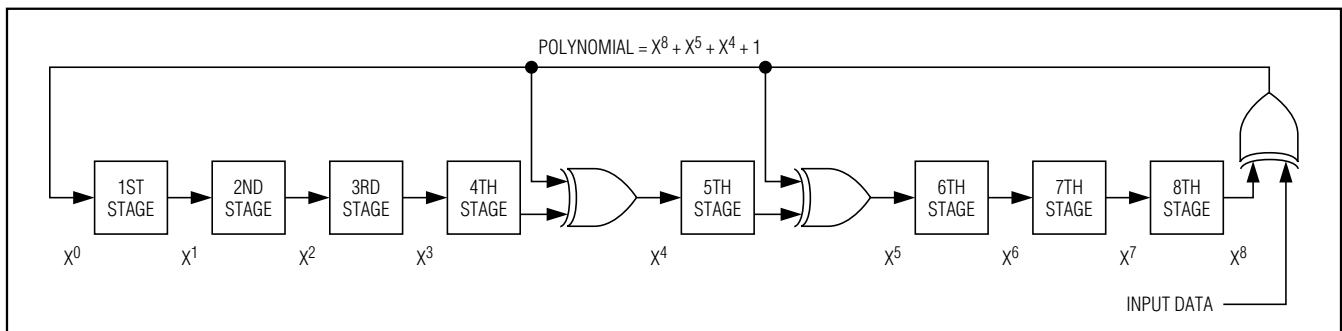 POLYNOMIAL = X⁸ + X⁵ + X⁴ + 1
1ST
STAGE
2ND
STAGE
3RD
STAGE
4TH
STAGE
5TH
STAGE
6TH
STAGE
7TH
STAGE
8TH
STAGE
X⁰
X¹
X²
X³
X⁴
X⁵
X⁶
X⁷
X⁸
INPUT DATA